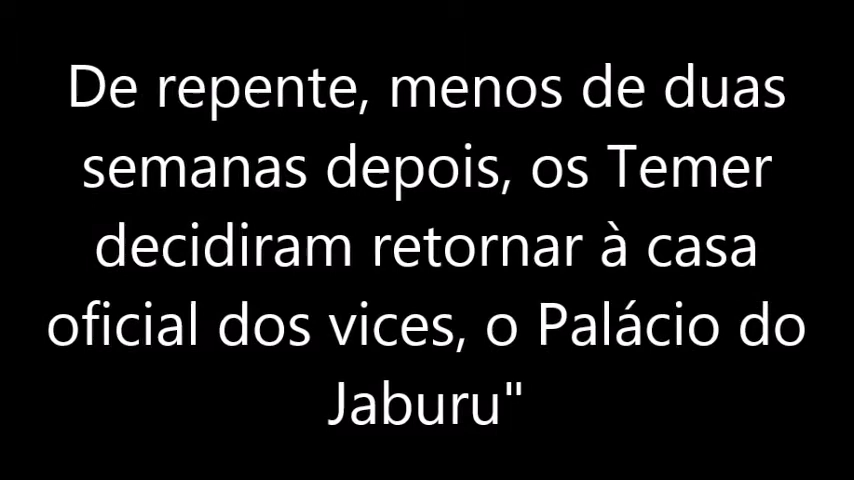 De repente, menos de duas
semanas depois, os Temer
decidiram retornar à casa
oficial dos vices, o Palácio do
Jaburu"